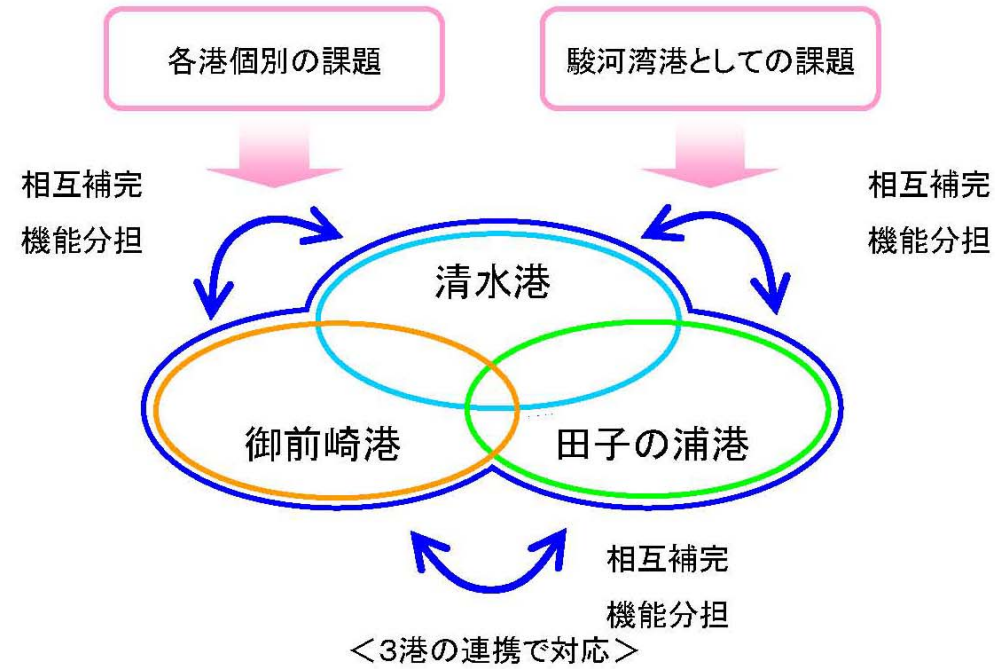 各港個別の課題
駿河湾港としての課題
相互補完
機能分担
相互補完
機能分担
清水港
御前崎港
田子の浦港
相互補完
機能分担
＜3港の連携で対応＞